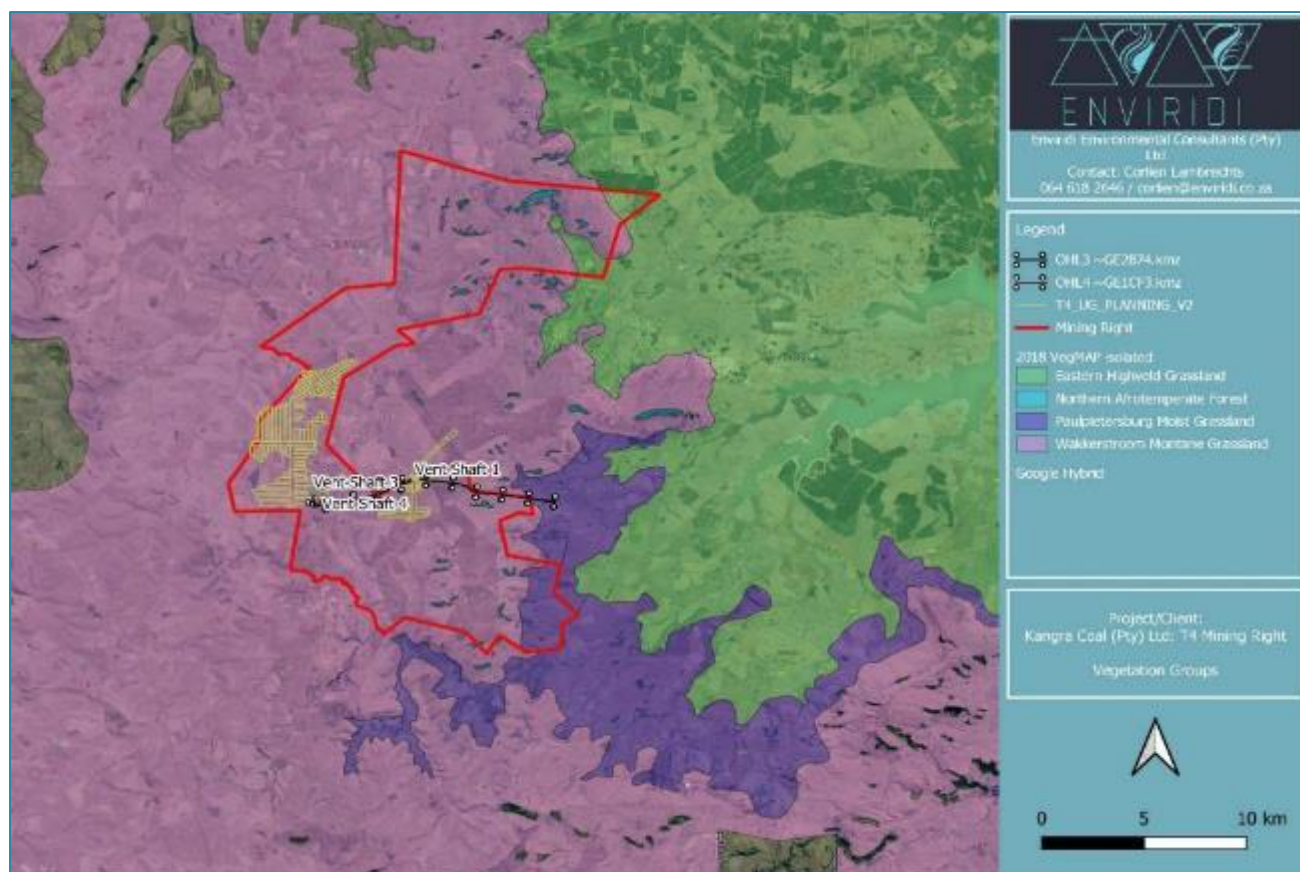 Vent Shaft 1
Vent Shaft 3
Vent Shaft 4
ENVIRIDI
Enviridi Environmental Consultants (Pty)
Ltd
Contact: Corlien Lambrechts
064 618 2646 / corlien@enviridi.co.za
Legend
OHL3 ~GE2B74.kmz
OHL4 ~GE1CF3.kmz
T4_UG_PLANNING_V2
Mining Right
2018 VegMAP isolated
Eastern Highveld Grassland
Northern Afrotemperate Forest
Paulpietersburg Moist Grassland
Wakkerstroom Montane Grassland
Google Hybrid
Project/Client:
Kangra Coal (Pty) Ltd: T4 Mining Right
Vegetation Groups
0 5 10 km